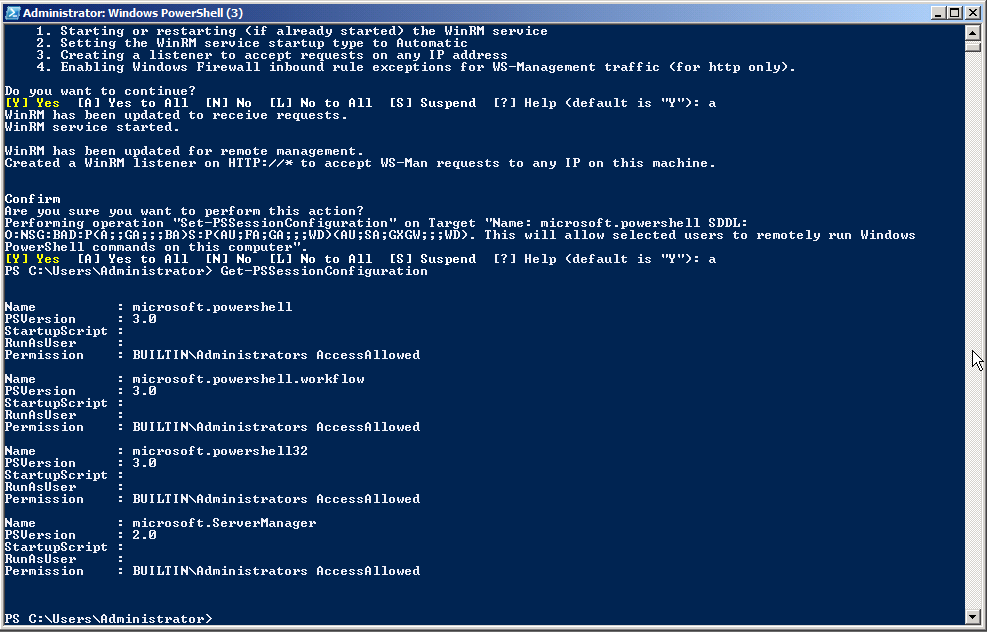 Administrator: Windows PowerShell (3)
1. Starting or restarting (if already started) the WinRM service
2. Setting the WinRM service startup type to Automatic
3. Creating a listener to accept requests on any IP address
4. Enabling Windows Firewall inbound rule exceptions for WS-Management traffic (for http only).
Do you want to continue?
[Y] Yes  [A] Yes to All  [N] No  [L] No to All  [S] Suspend  [?] Help (default is "Y"): a
WinRM has been updated to receive requests.
WinRM service started.
WinRM has been updated for remote management.
Created a WinRM listener on HTTP://* to accept WS-Man requests to any IP on this machine.
Confirm
Are you sure you want to perform this action?
Performing operation "Set-PSSessionConfiguration" on Target "Name: microsoft.powershell SDDL:
O:NSG:BAD:P(A;;GA;;;BA)S:P(AU;FA;GA;;;WD)(AU;SA;GXGW;;;WD). This will allow selected users to remotely run Windows
PowerShell commands on this computer".
[Y] Yes  [A] Yes to All  [N] No  [L] No to All  [S] Suspend  [?] Help (default is "Y"): a
PS C:\Users\Administrator> Get-PSSessionConfiguration
Name          : microsoft.powershell
PSVersion     : 3.0
StartupScript :
RunAsUser     :
Permission    : BUILTIN\Administrators AccessAllowed
Name          : microsoft.powershell.workflow
PSVersion     : 3.0
StartupScript :
RunAsUser     :
Permission    : BUILTIN\Administrators AccessAllowed
Name          : microsoft.powershell32
PSVersion     : 3.0
StartupScript :
RunAsUser     :
Permission    : BUILTIN\Administrators AccessAllowed
Name          : microsoft.ServerManager
PSVersion     : 2.0
StartupScript :
RunAsUser     :
Permission    : BUILTIN\Administrators AccessAllowed
PS C:\Users\Administrator>